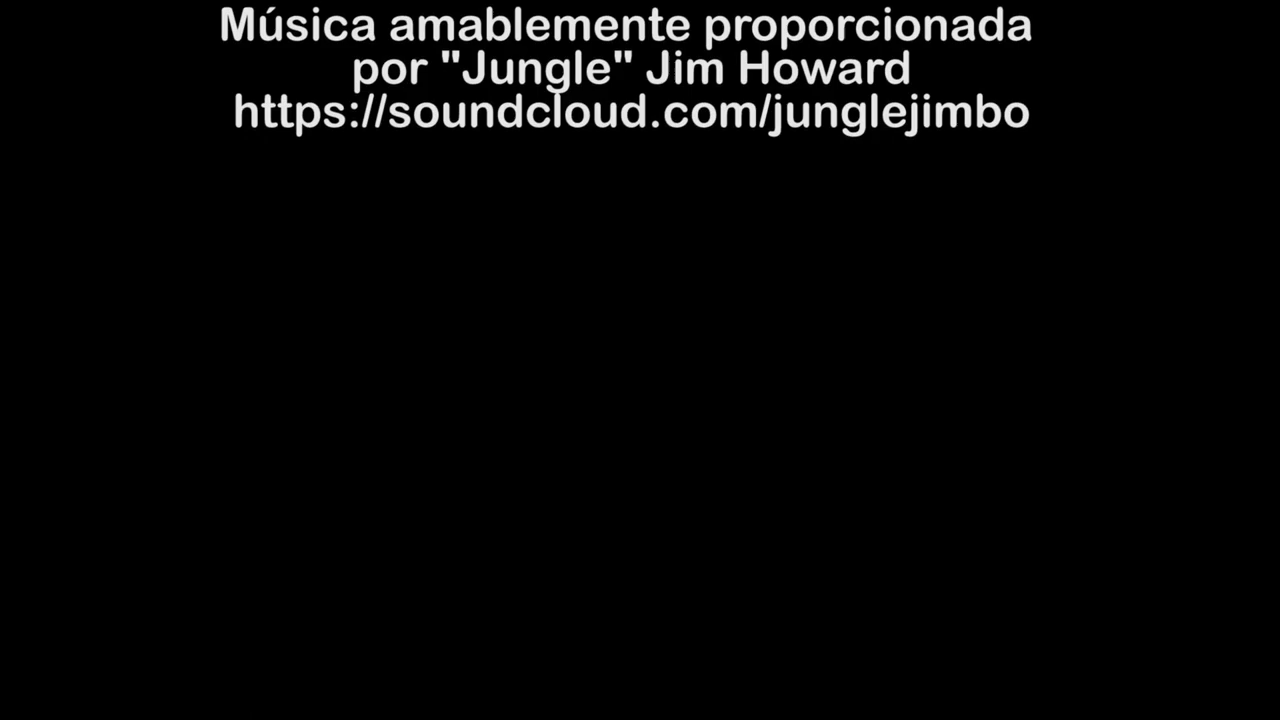 Música amablemente proporcionada
por "Jungle" Jim Howard
https://soundcloud.com/junglejimbo